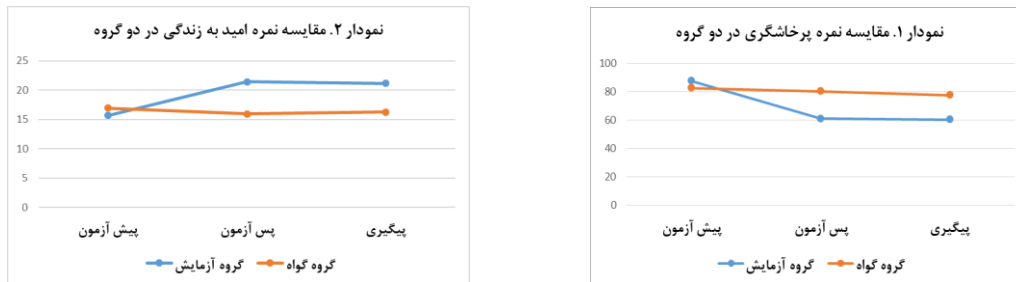 نمودار ۱. مقایسه نمره پرخاشگری در دو گروه
100
80
60
40
20
0
پیش آزمون
پس آزمون
پیگیری
گروه آزمایش
گروه گواه
نمودار ۲. مقایسه نمره امید به زندگی در دو گروه
25
20
15
10
5
0
پیش آزمون
پس آزمون
پیگیری
گروه آزمایش
گروه گواه